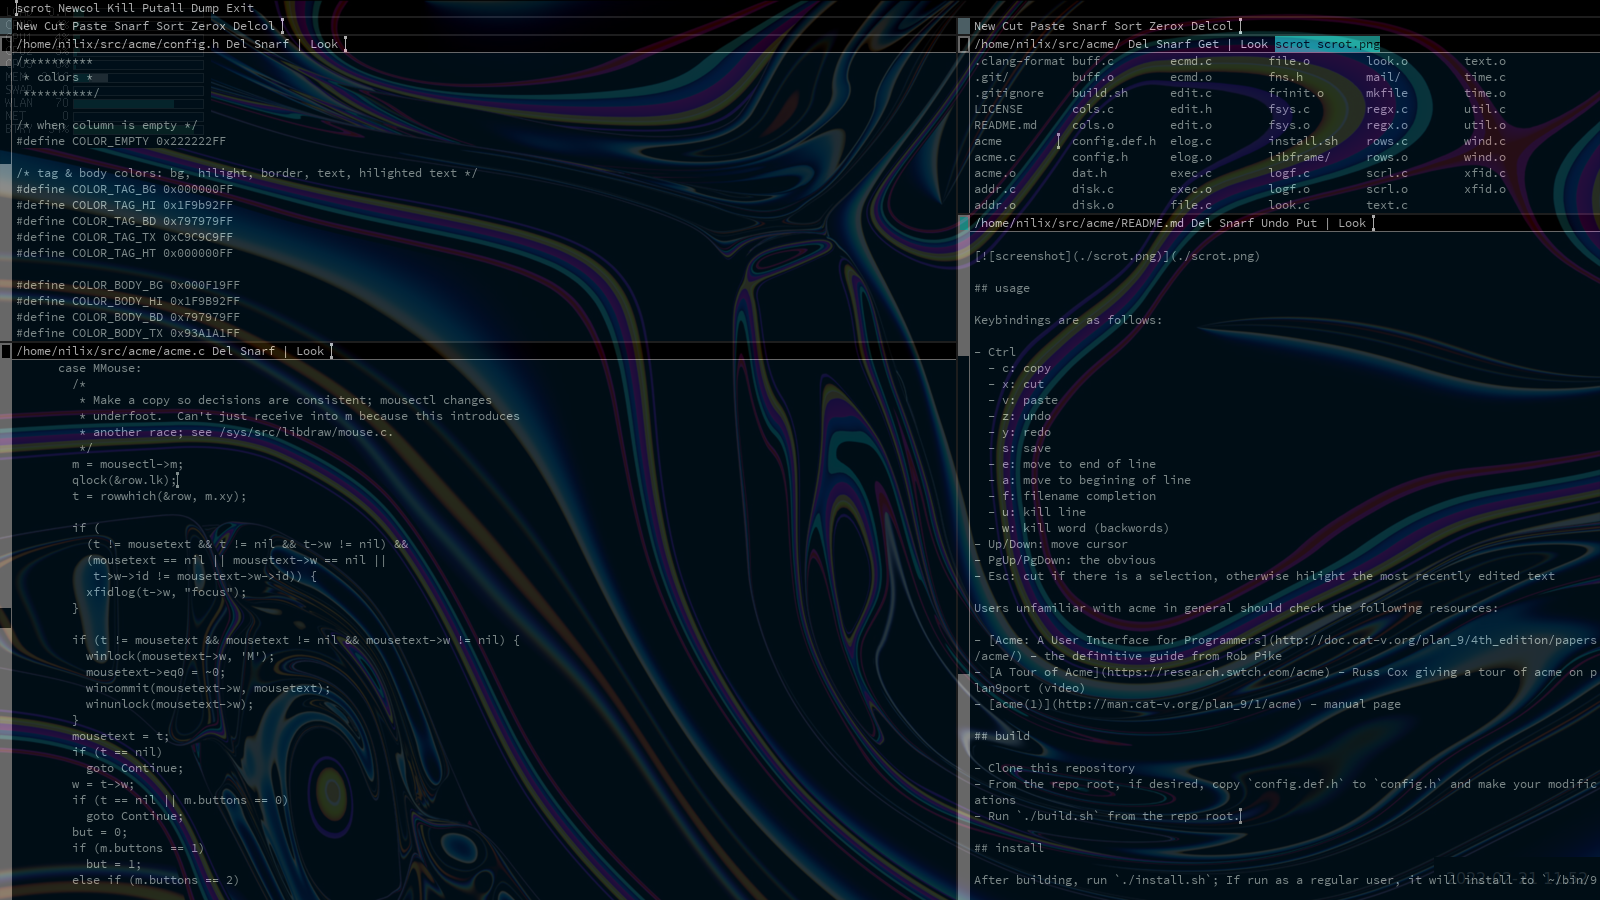 scrot Newcol Kill Putall Dump Exit
New Cut Paste Snarf Sort Zerox Delcol
/home/nilix/src/acme/config.h Del Snarf | Look
/**********
 * colors *
 **********/

/* when column is empty */
#define COLOR_EMPTY 0x222222FF

/* tag & body colors: bg, hilight, border, text, hilighted text */
#define COLOR_TAG_BG 0x000000FF
#define COLOR_TAG_HI 0x1F9b92FF
#define COLOR_TAG_BD 0x797979FF
#define COLOR_TAG_TX 0xC9C9C9FF
#define COLOR_TAG_HT 0x000000FF

#define COLOR_BODY_BG 0x000F19FF
#define COLOR_BODY_HI 0x1F9B92FF
#define COLOR_BODY_BD 0x797979FF
#define COLOR_BODY_TX 0x93A1A1FF
/home/nilix/src/acme/acme.c Del Snarf | Look
      case MMouse:
        /*
         * Make a copy so decisions are consistent; mousectl changes
         * underfoot.  Can't just receive into m because this introduces
         * another race; see /sys/src/libdraw/mouse.c.
         */
        m = mousectl->m;
        qlock(&row.lk);
        t = rowwhich(&row, m.xy);

        if (
          (t != mousetext && t != nil && t->w != nil) &&
          (mousetext == nil || mousetext->w == nil ||
           t->w->id != mousetext->w->id)) {
          xfidlog(t->w, "focus");
        }

        if (t != mousetext && mousetext != nil && mousetext->w != nil) {
          winlock(mousetext->w, 'M');
          mousetext->eq0 = ~0;
          wincommit(mousetext->w, mousetext);
          winunlock(mousetext->w);
        }
        mousetext = t;
        if (t == nil)
          goto Continue;
        w = t->w;
        if (t == nil || m.buttons == 0)
          goto Continue;
        but = 0;
        if (m.buttons == 1)
          but = 1;
        else if (m.buttons == 2)
New Cut Paste Snarf Sort Zerox Delcol
/home/nilix/src/acme/ Del Snarf Get | Look scrot scrot.png
.clang-format buff.c ecmd.c file.o look.o text.o
.git/ buff.o ecmd.o fns.h mail/ time.c
.gitignore build.sh edit.c frinit.o mkfile time.o
LICENSE cols.c edit.h fsys.c regx.c util.c
README.md cols.o edit.o fsys.o regx.o util.o
acme config.def.h elog.c install.sh rows.c wind.c
acme.c config.h elog.o libframe/ rows.o wind.o
acme.o dat.h exec.c logf.c scrl.c xfid.c
addr.c disk.c exec.o logf.o scrl.o xfid.o
addr.o disk.o file.c look.c text.c
/home/nilix/src/acme/README.md Del Snarf Undo Put | Look

[![screenshot](./scrot.png)](./scrot.png)

## usage

Keybindings are as follows:

- Ctrl
  - c: copy
  - x: cut
  - v: paste
  - z: undo
  - y: redo
  - s: save
  - e: move to end of line
  - a: move to begining of line
  - f: filename completion
  - u: kill line
  - w: kill word (backwords)
- Up/Down: move cursor
- PgUp/PgDown: the obvious
- Esc: cut if there is a selection, otherwise hilight the most recently edited text

Users unfamiliar with acme in general should check the following resources:

- [Acme: A User Interface for Programmers](http://doc.cat-v.org/plan_9/4th_edition/papers
/acme/) - the definitive guide from Rob Pike
- [A Tour of Acme](https://research.swtch.com/acme) - Russ Cox giving a tour of acme on p
lan9port (video)
- [acme(1)](http://man.cat-v.org/plan_9/1/acme) - manual page

## build

- Clone this repository
- From the repo root, if desired, copy `config.def.h` to `config.h` and make your modific
ations
- Run `./build.sh` from the repo root.

## install

After building, run `./install.sh`; If run as a regular user, it will install to `~/bin/9